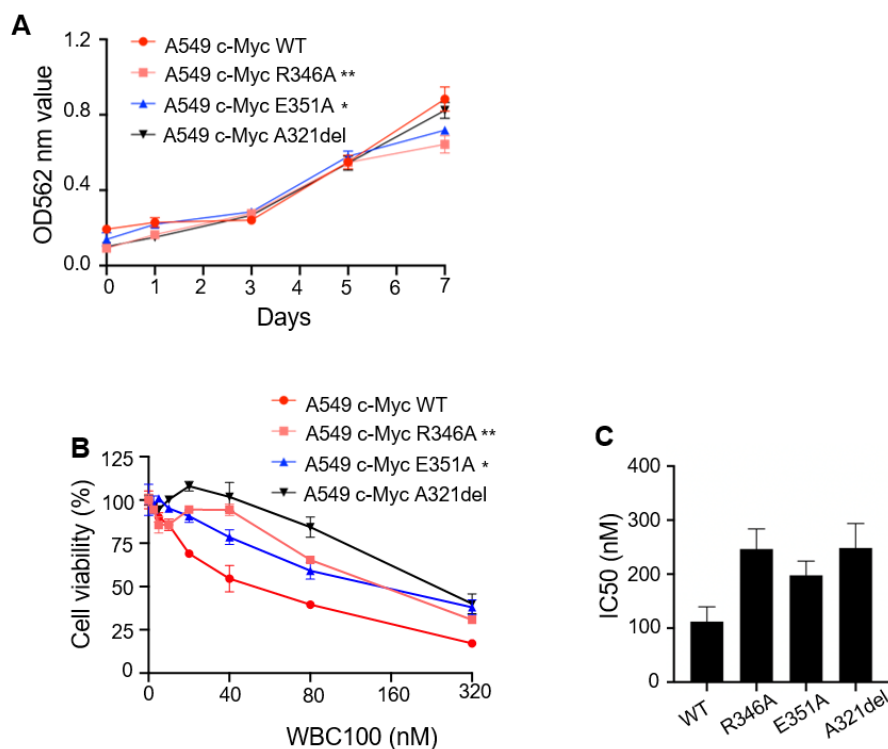 A
A549 c-Myc WT
A549 c-Myc R346A **
A549 c-Myc E351A *
A549 c-Myc A321del
OD562 nm value
1.2
0.8
0.4
0.0
0 1 2 3 4 5 6 7
Days
B
A549 c-Myc WT
A549 c-Myc R346A **
A549 c-Myc E351A *
A549 c-Myc A321del
Cell viability (%)
125
100
75
50
25
0
0 40 80 160 320
WBC100 (nM)
C
IC50 (nM)
400
300
200
100
0
WT R346A E351A A321del